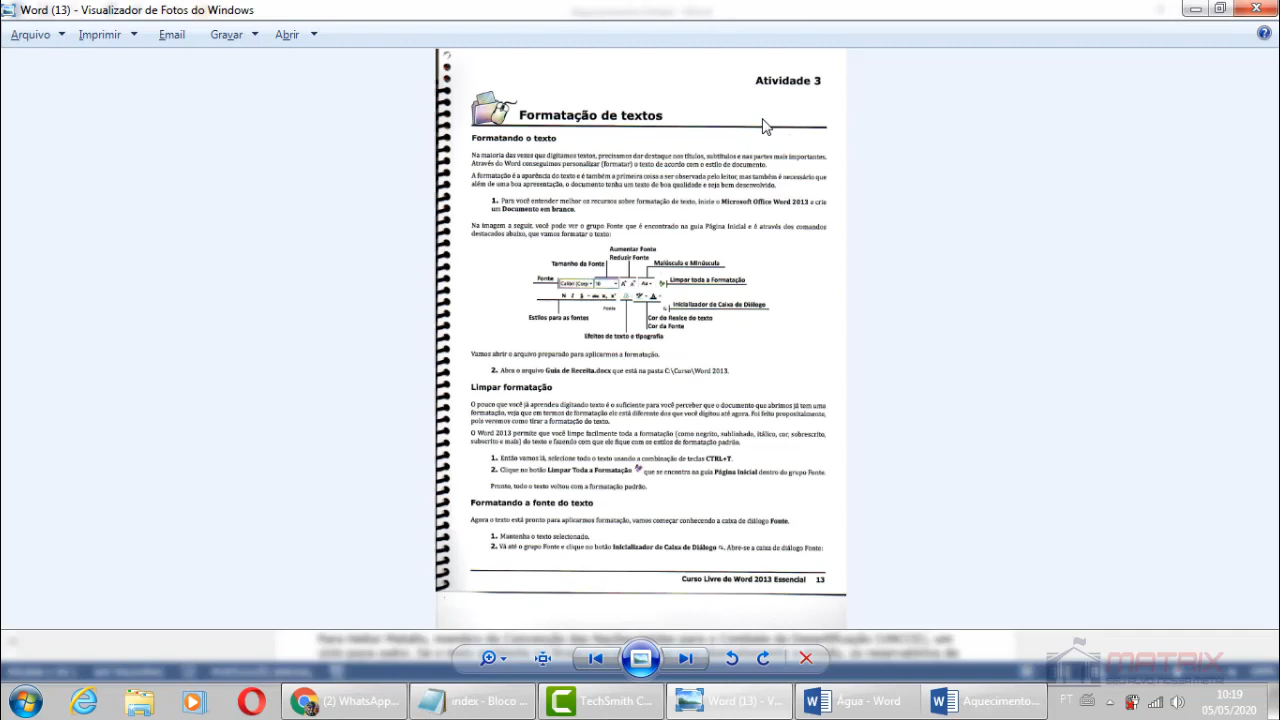 Word (13) - Visualizador de Fotos do Windows
Arquivo Imprimir Email Gravar Abrir
Atividade 3
Formatação de textos
Formatando o texto
Na maioria das vezes que digitamos textos, precisamos dar destaque nos títulos, subtítulos e nas partes mais importantes.
Através do Word conseguimos personalizar (formatar) o texto de acordo com o estilo de documento.
A formatação é a aparência do texto e é também a primeira coisa a ser observada pelo leitor, mas também é necessário que
além de uma boa apresentação, o documento tenha um texto de boa qualidade e seja bem desenvolvido.
1. Para você entender melhor os recursos sobre formatação de texto, inicie o Microsoft Office Word 2013 e crie
um Documento em branco.
Na imagem a seguir, você pode ver o grupo Fonte que é encontrado na guia Página Inicial e é através dos comandos
destacados abaixo, que vamos formatar o texto:
Aumentar Fonte
Reduzir Fonte
Tamanho da Fonte
Maiúscula e Minúscula
Fonte
Limpar toda a Formatação
Inicializador de Caixa de Diálogo
Fonte
Estilos para as fontes
Cor do Realce do texto
Cor da Fonte
Efeitos de texto e tipografia
Vamos abrir o arquivo preparado para aplicarmos a formatação.
2. Abra o arquivo Guia de Receita.docx que está na pasta C:\Curso\Word 2013.
Limpar formatação
O pouco que você já aprendeu digitando texto é o suficiente para você perceber que o documento que abrimos já tem uma
formatação, veja que em termos de formatação ele está diferente dos que você digitou até agora. Foi feito propositalmente,
pois veremos como tirar a formatação do texto.
O Word 2013 permite que você limpe facilmente toda a formatação (como negrito, sublinhado, itálico, cor, sobrescrito,
subscrito e mais) do texto e fazendo com que ele fique com os estilos de formatação padrão.
1. Então vamos lá, selecione todo o texto usando a combinação de teclas CTRL+T.
2. Clique no botão Limpar Toda a Formatação que se encontra na guia Página Inicial dentro do grupo Fonte.
Pronto, todo o texto voltou com a formatação padrão.
Formatando a fonte do texto
Agora o texto está pronto para aplicarmos formatação, vamos começar conhecendo a caixa de diálogo Fonte.
1. Mantenha o texto selecionado.
2. Vá até o grupo Fonte e clique no botão Inicializador de Caixa de Diálogo. Abre-se a caixa de diálogo Fonte:
Curso Livre de Word 2013 Essencial 13
(2) WhatsApp... index - Bloco ... TechSmith C... Word (13) - V... Água - Word Aquecimento... PT 10:19
05/05/2020